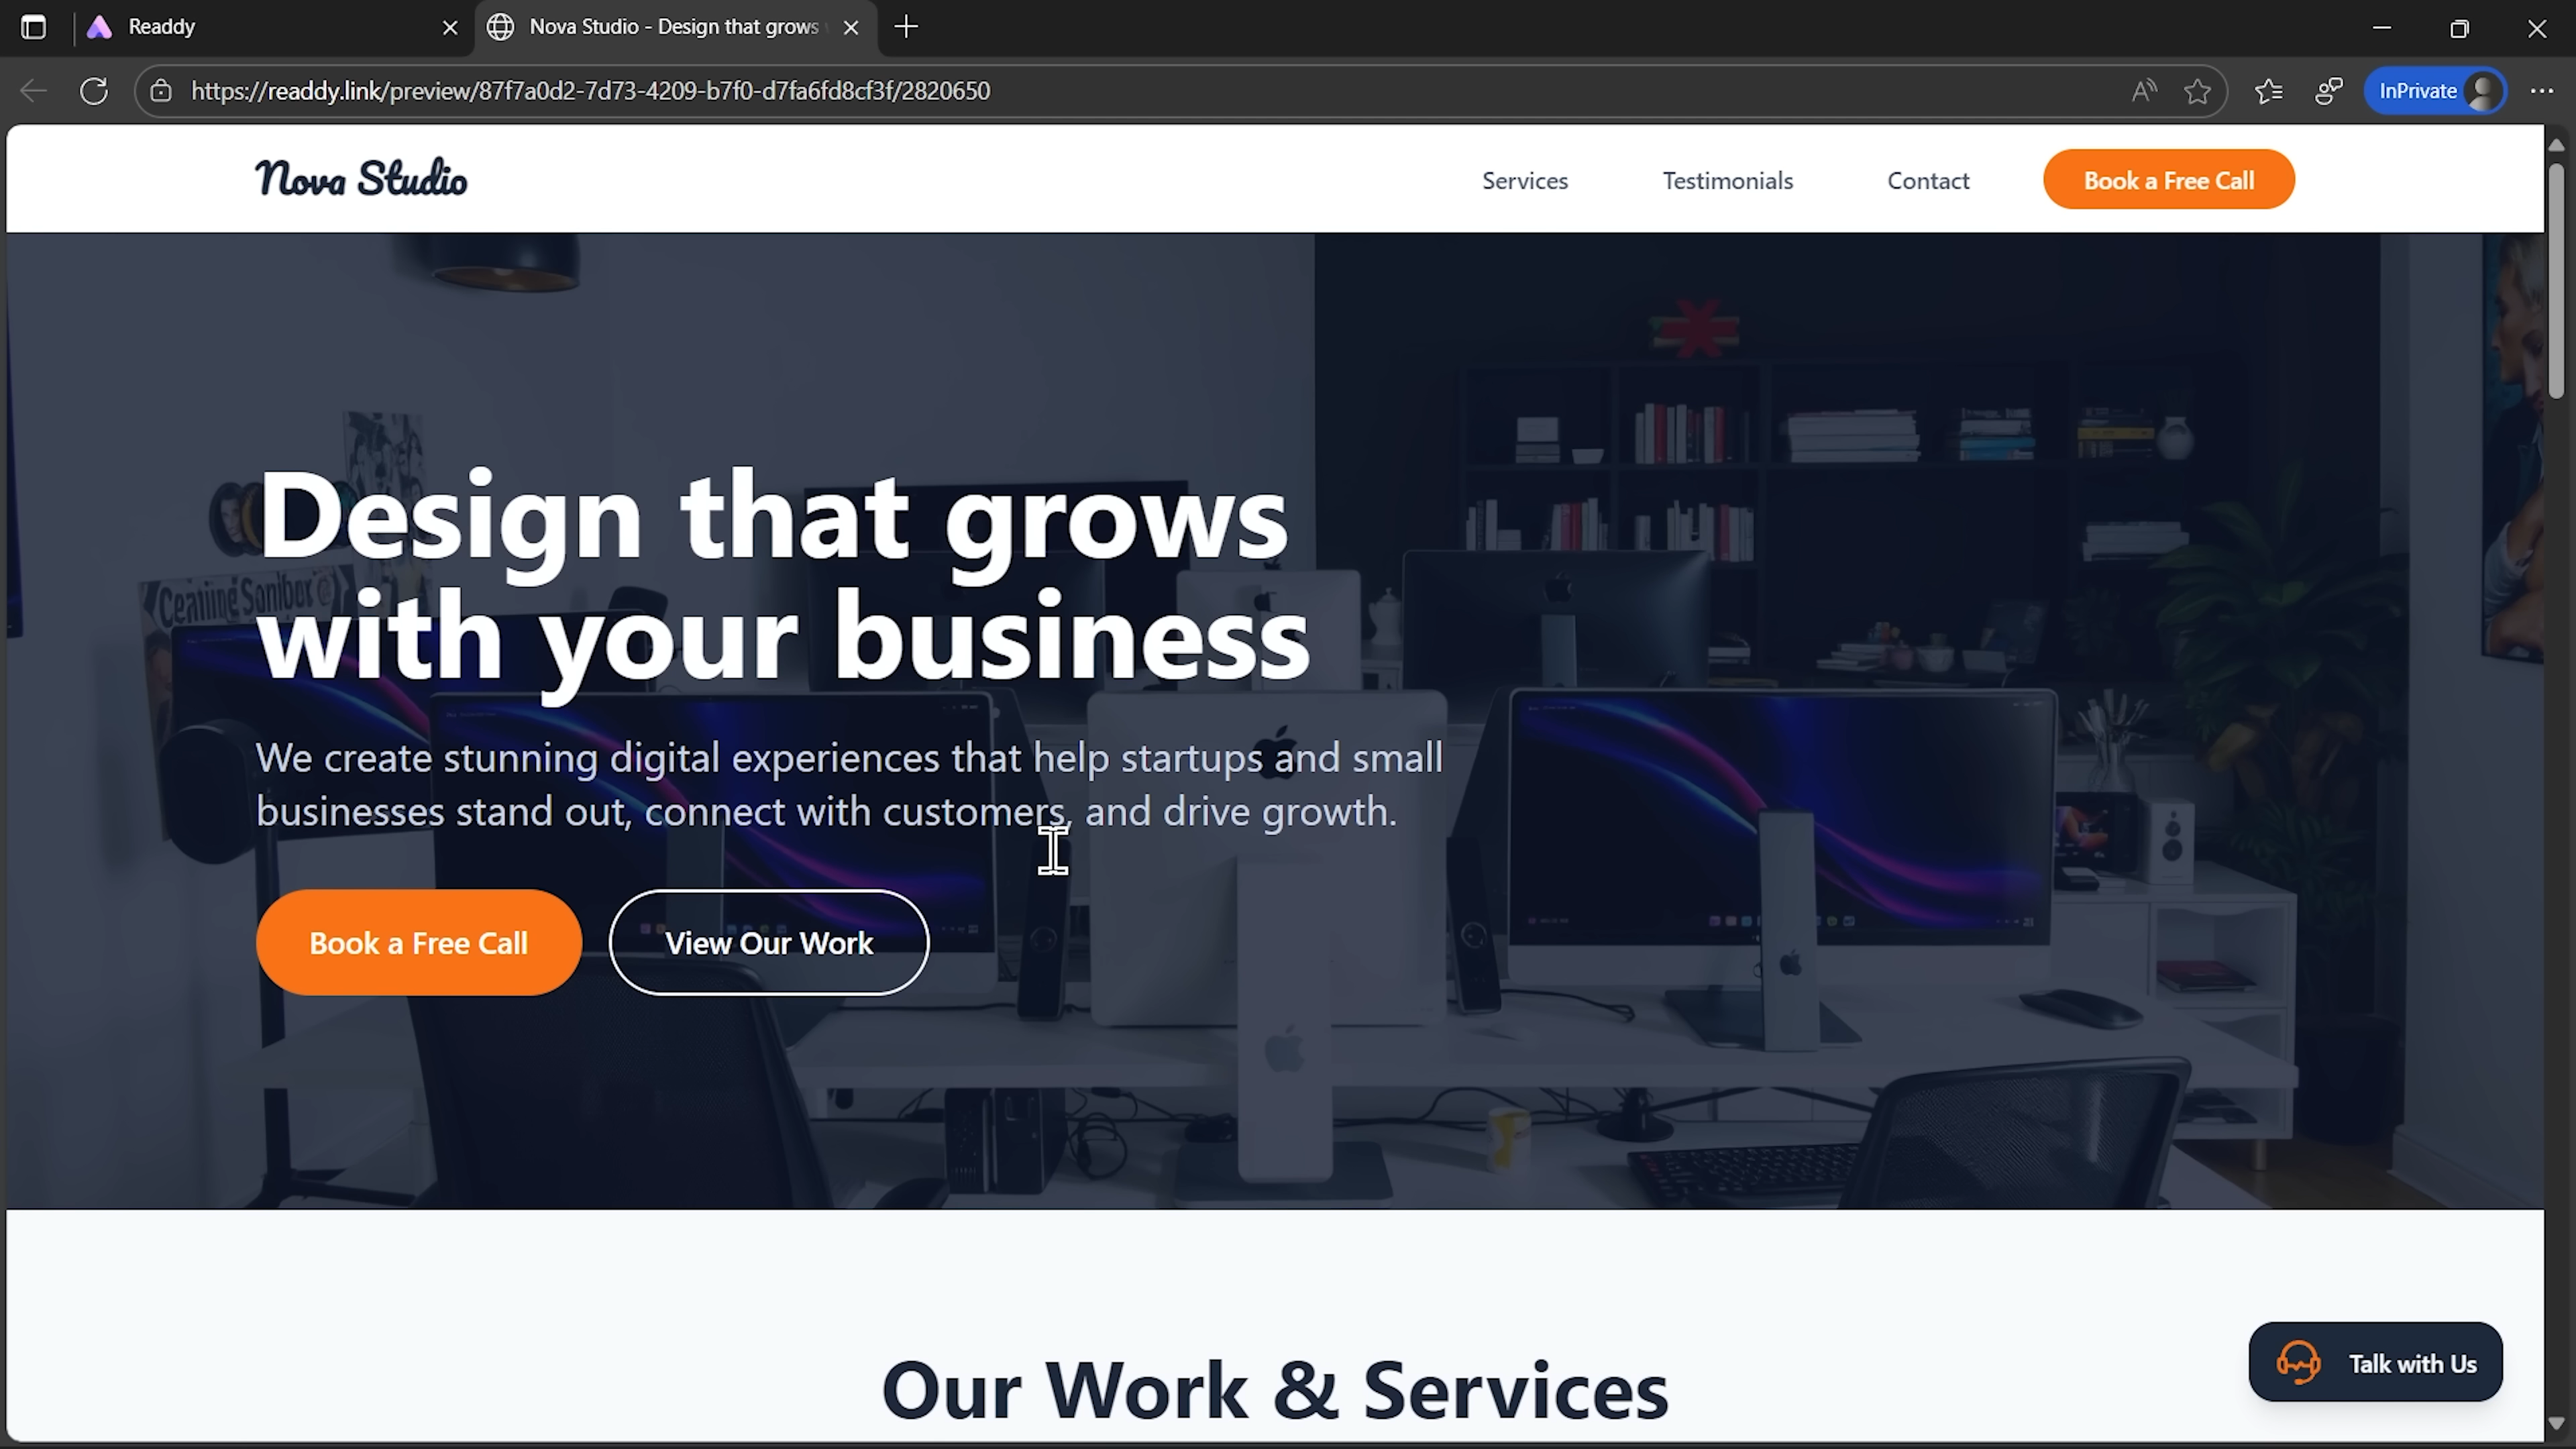 Readdy
Nova Studio - Design that grows
https://readdy.link/preview/87f7a0d2-7d73-4209-b7f0-d7fa6fd8cf3f/2820650
InPrivate
Nova Studio
Services
Testimonials
Contact
Book a Free Call
Design that grows
with your business
We create stunning digital experiences that help startups and small
businesses stand out, connect with customers, and drive growth.
Book a Free Call
View Our Work
Our Work & Services
Talk with Us